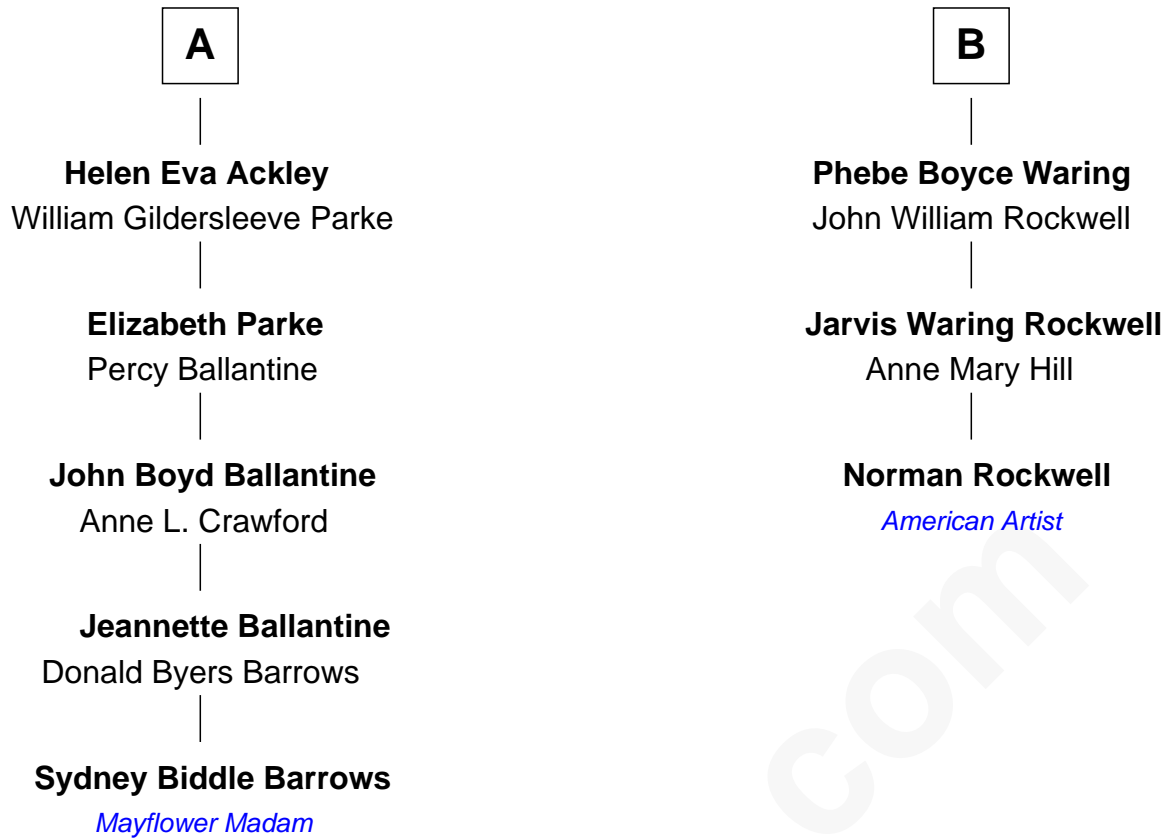 A
Helen Eva Ackley
William Gildersleeve Parke
Elizabeth Parke
Percy Ballantine
John Boyd Ballantine
Anne L. Crawford
Jeannette Ballantine
Donald Byers Barrows
Sydney Biddle Barrows
Mayflower Madam
B
Phebe Boyce Waring
John William Rockwell
Jarvis Waring Rockwell
Anne Mary Hill
Norman Rockwell
American Artist
com